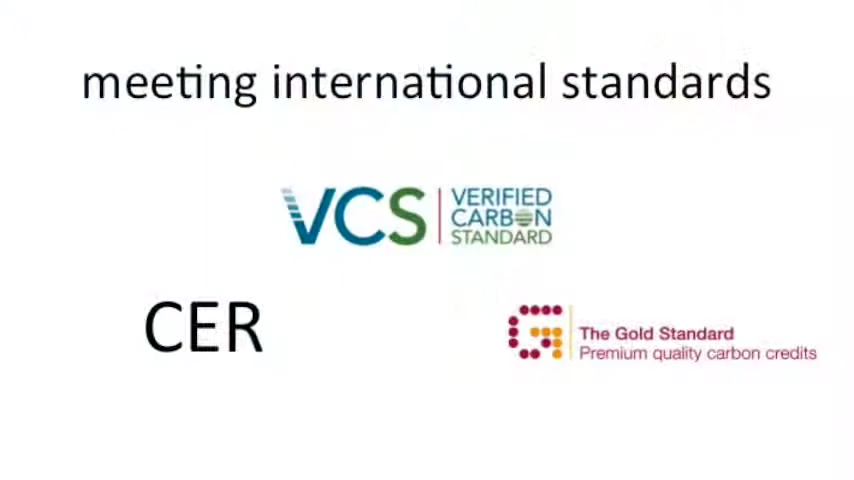 meeting international standards
VCS
VERIFIED
CARBON
STANDARD
CER
The Gold Standard
Premium quality carbon credits